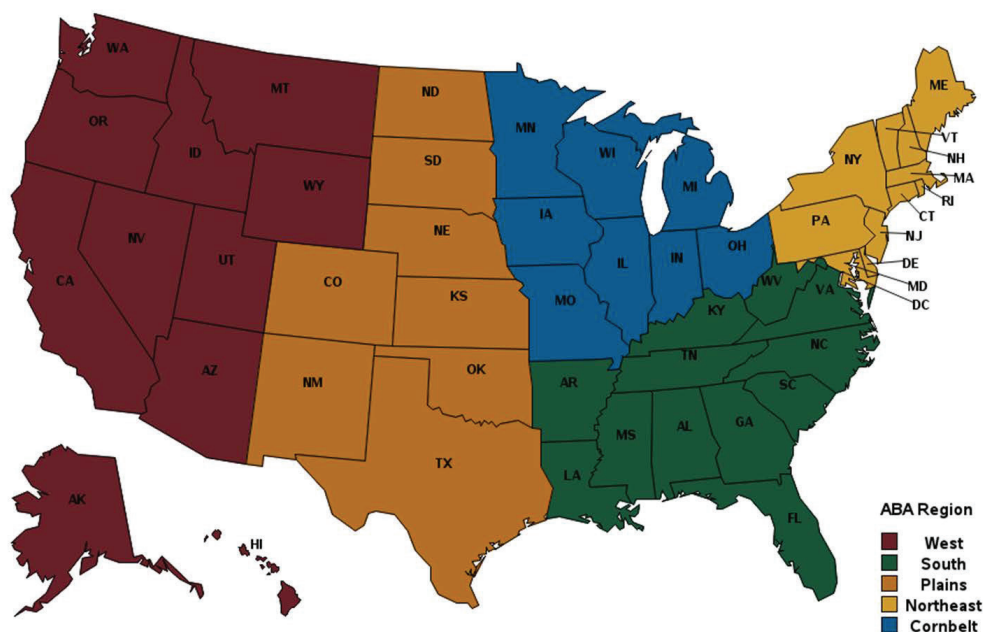 WA
MT
ND
MN
ME
OR
ID
SD
WI
MI
NY
VT
NH
MA
RI
CT
WY
IA
NE
PA
NJ
NV
UT
CO
KS
IL
IN
OH
DE
MD
DC
CA
MO
WV
VA
KY
AZ
NM
OK
AR
TN
NC
SC
MS
AL
GA
TX
LA
FL
AK
HI
ABA Region
West
South
Plains
Northeast
Cornbelt